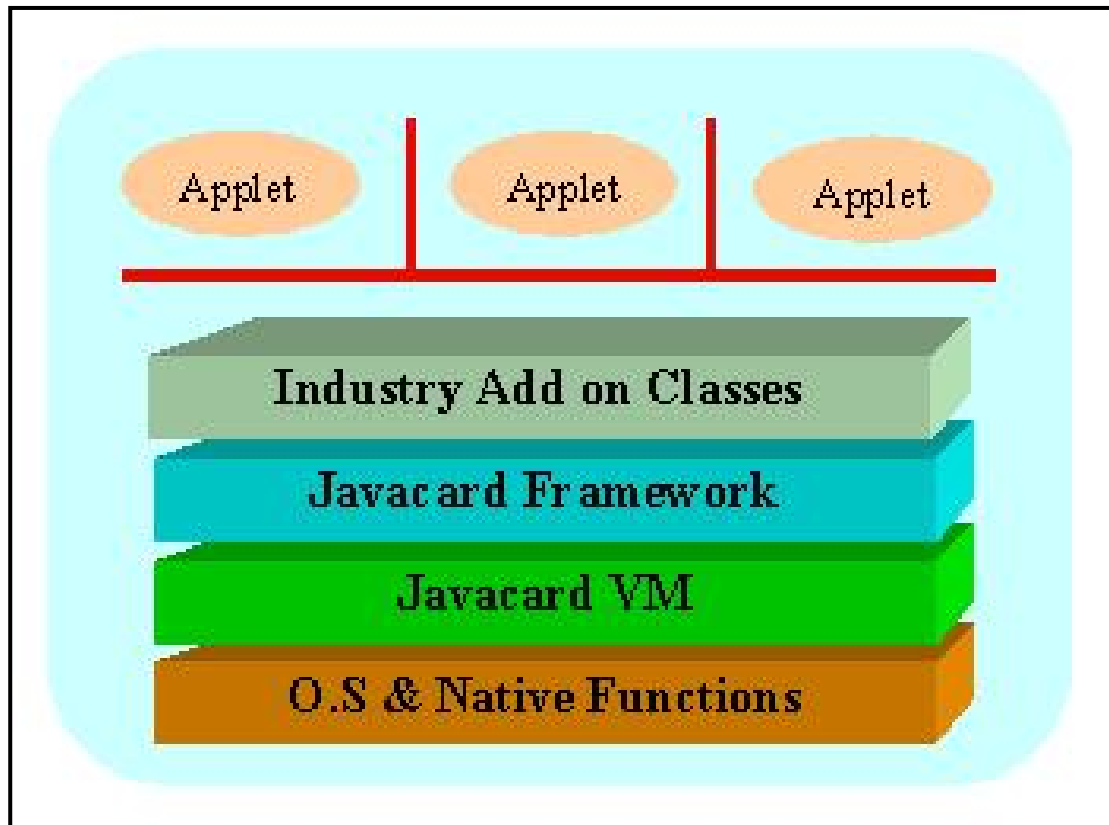 Applet
Applet
Applet
Industry Add on Classes
Javacard Framework
Javacard VM
O.S & Native Functions